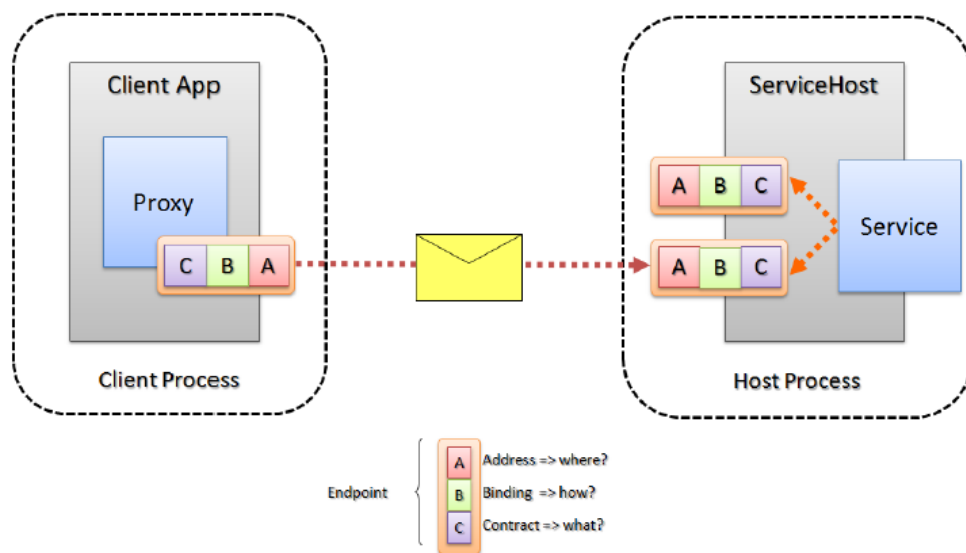 Client App
ServiceHost
Proxy
A B C
Service
C B A
A B C
Client Process
Host Process
Endpoint
A Address => where?
B Binding => how?
C Contract => what?